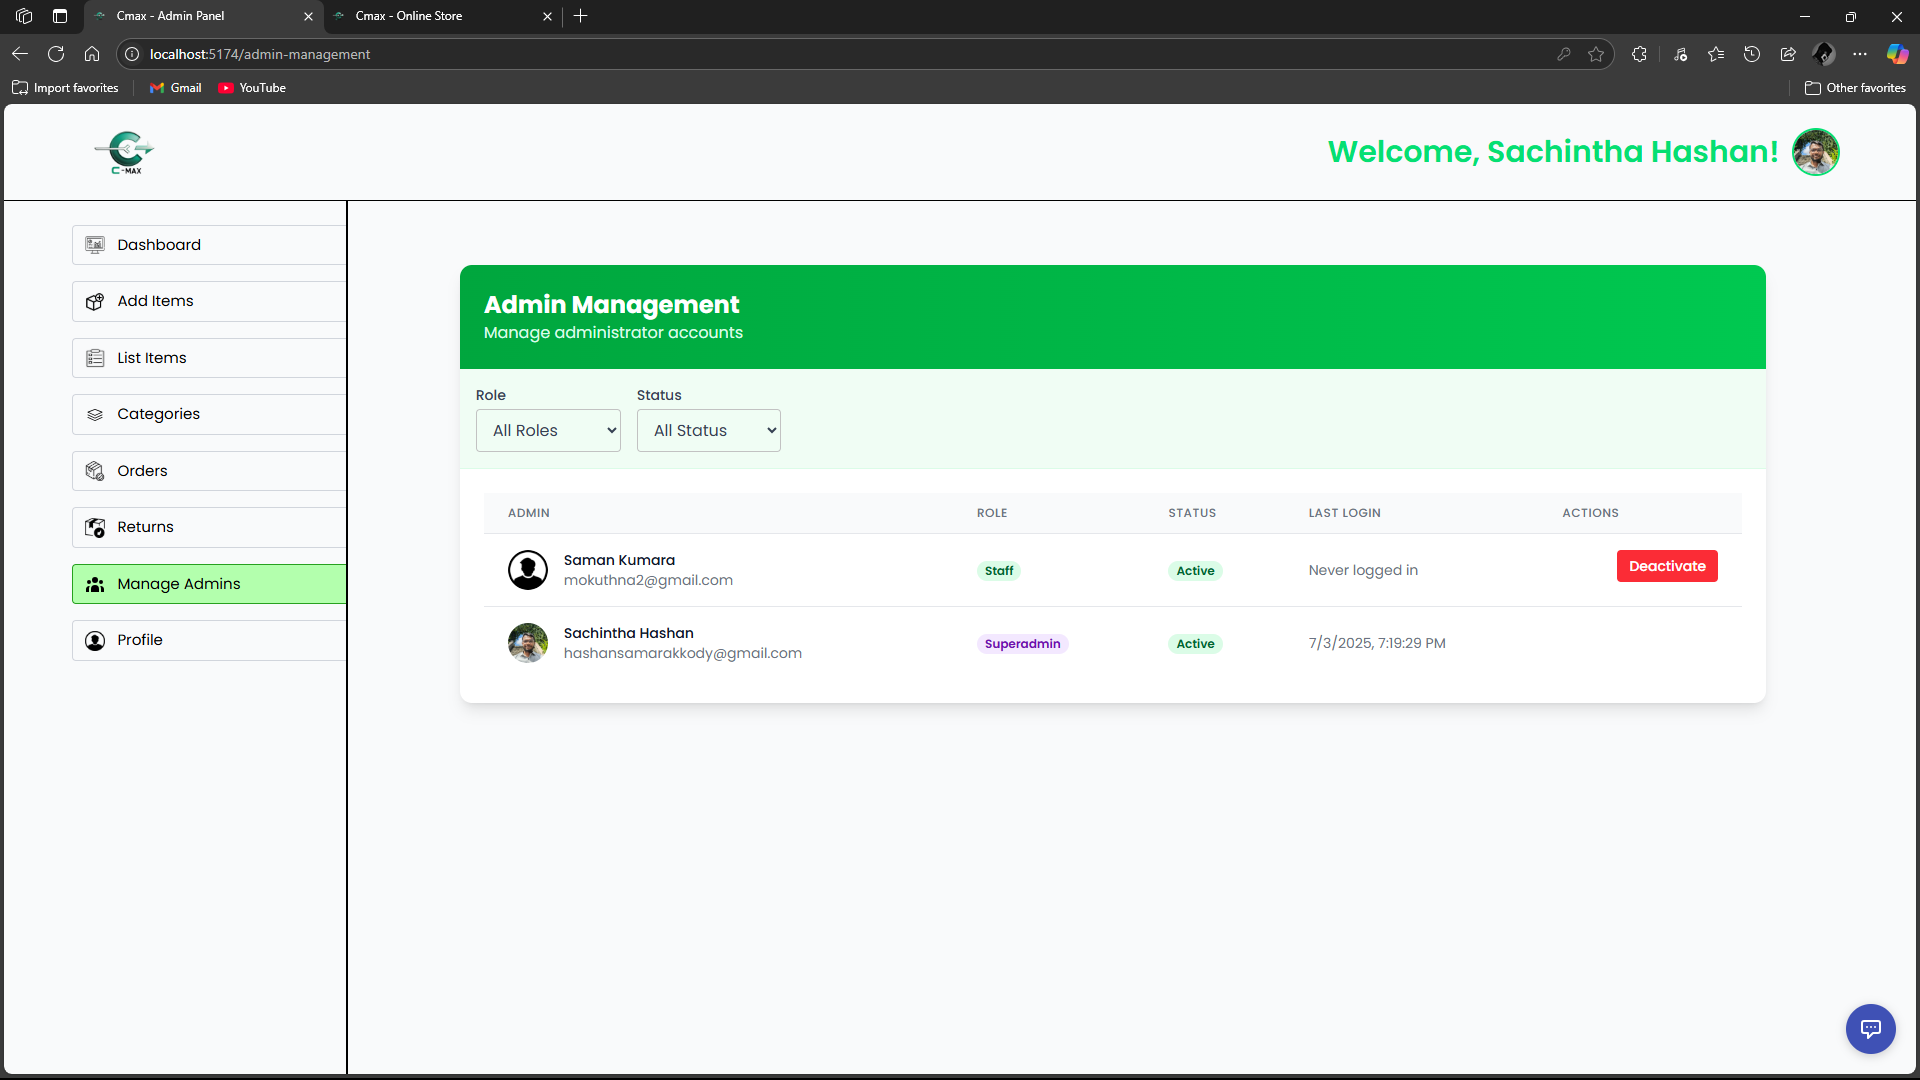 Cmax - Admin Panel
Cmax - Online Store
localhost:5174/admin-management
Import favorites
Gmail
YouTube
Other favorites
C-MAX
Welcome, Sachintha Hashan!
Dashboard
Add Items
List Items
Categories
Orders
Returns
Manage Admins
Profile
Admin Management
Manage administrator accounts
Role
Status
All Roles
All Status
ADMIN ROLE STATUS LAST LOGIN ACTIONS
Saman Kumara
mokuthna2@gmail.com
Staff
Active
Never logged in
Deactivate
Sachintha Hashan
hashansamarakkody@gmail.com
Superadmin
Active
7/3/2025, 7:19:29 PM